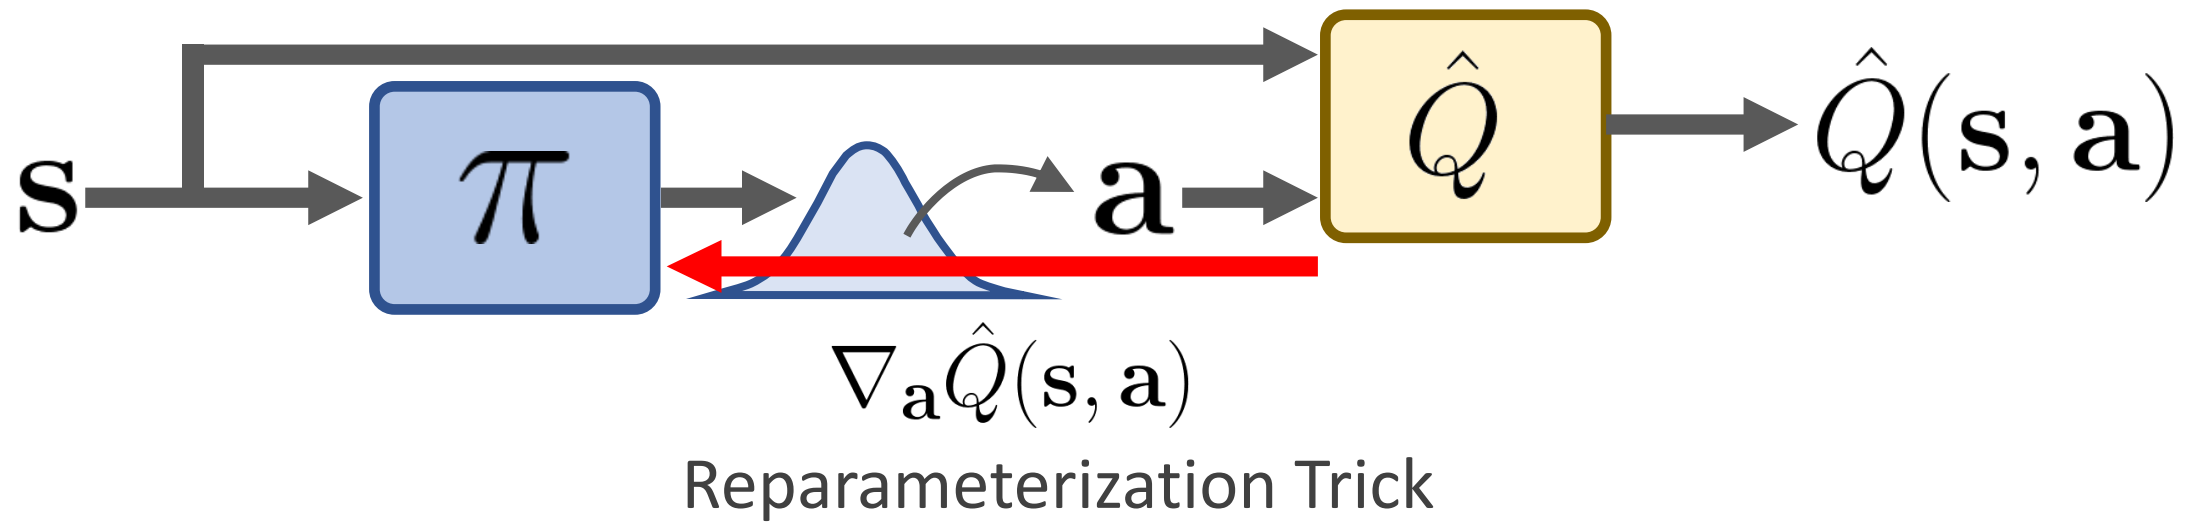 s
π
a
Q̂
Q̂(s, a)
∇ₐQ̂(s, a)
Reparameterization Trick